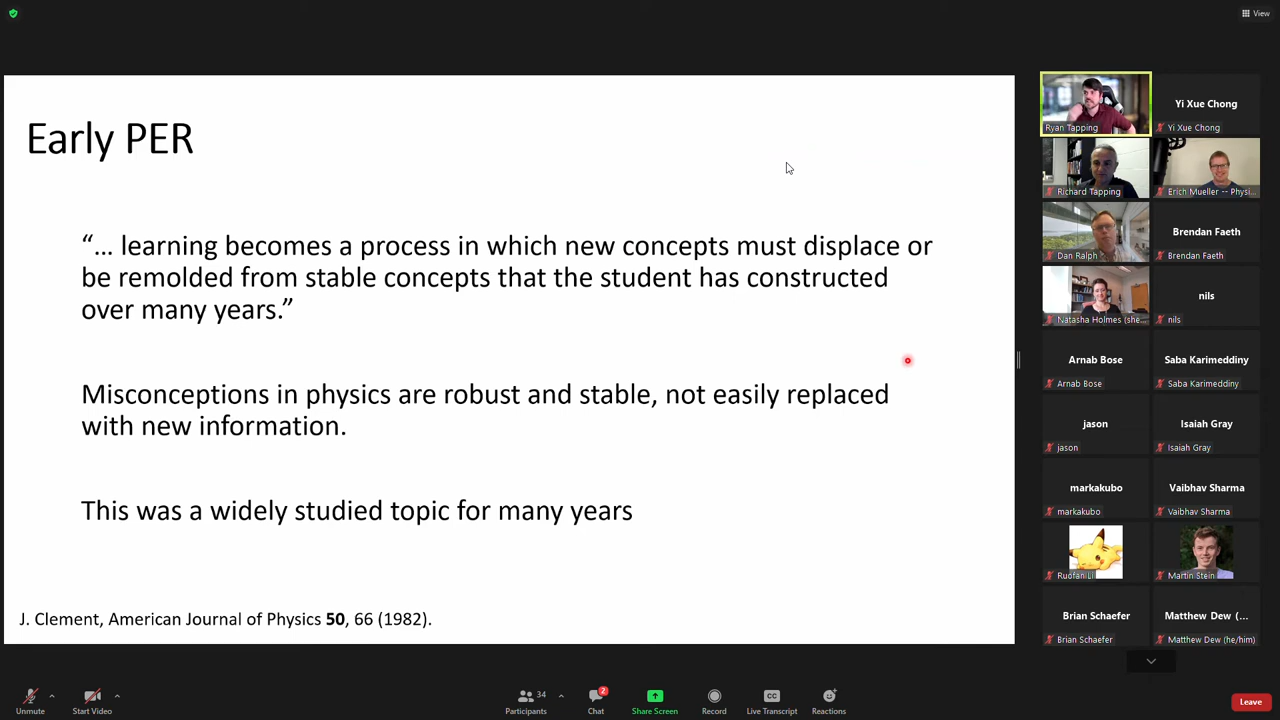 View
Early PER
“... learning becomes a process in which new concepts must displace or
be remolded from stable concepts that the student has constructed
over many years.”
Misconceptions in physics are robust and stable, not easily replaced
with new information.
This was a widely studied topic for many years
J. Clement, American Journal of Physics 50, 66 (1982).
Ryan Tapping
Yi Xue Chong
Yi Xue Chong
Richard Tapping
Erich Mueller -- Physi...
Dan Ralph
Brendan Faeth
Brendan Faeth
Natasha Holmes (she...
nils
nils
Arnab Bose
Arnab Bose
Saba Karimeddiny
Saba Karimeddiny
jason
jason
Isaiah Gray
Isaiah Gray
markakubo
markakubo
Vaibhav Sharma
Vaibhav Sharma
Ruofan Li
Martin Stein
Brian Schaefer
Brian Schaefer
Matthew Dew (...
Matthew Dew (he/him)
Unmute
Start Video
34
Participants
2
Chat
Share Screen
Record
CC
Live Transcript
Reactions
Leave